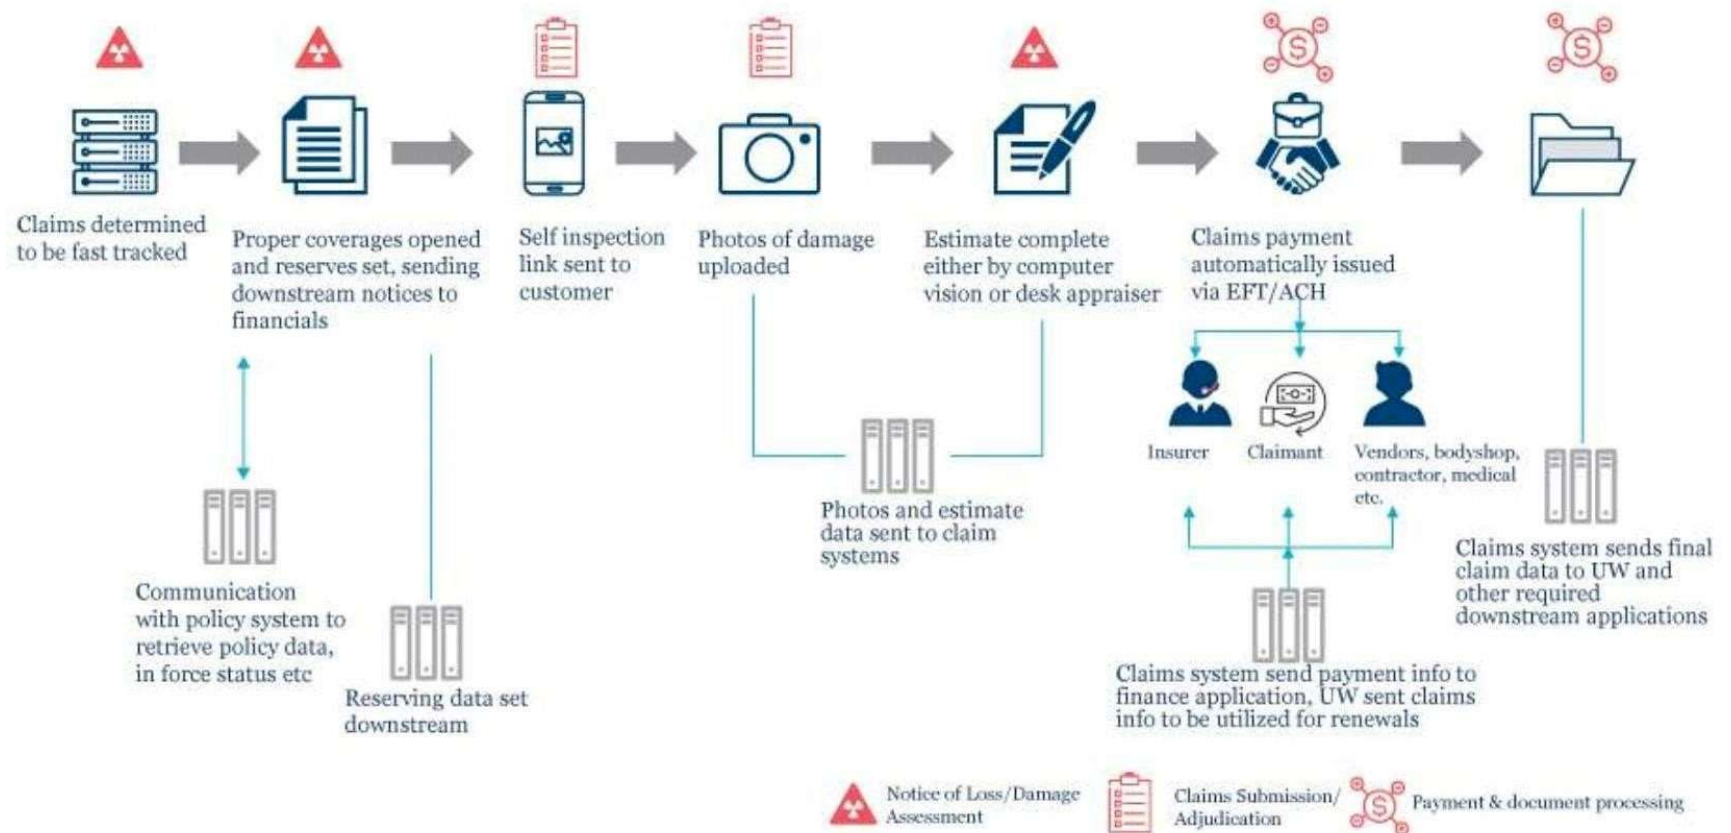 Claims determined
to be fast tracked
Proper coverages opened
and reserves set, sending
downstream notices to
financials
Self inspection
link sent to
customer
Photos of damage
uploaded
Estimate complete
either by computer
vision or desk appraiser
Claims payment
automatically issued
via EFT/ACH
Insurer
Claimant
Vendors, bodyshop,
contractor, medical
etc.
Communication
with policy system to
retrieve policy data,
in force status etc
Reserving data set
downstream
Photos and estimate
data sent to claim
systems
Claims system send payment info to
finance application, UW sent claims
info to be utilized for renewals
Claims system sends final
claim data to UW and
other required
downstream applications
Notice of Loss/Damage
Assessment
Claims Submission/
Adjudication
Payment & document processing